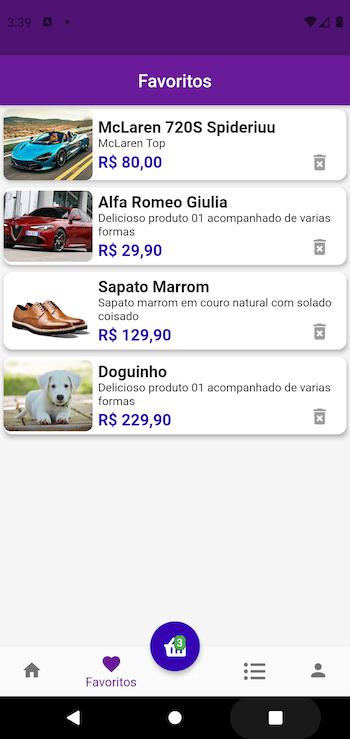 3:39
Favoritos
McLaren 720S Spideriuu
McLaren Top
R$ 80,00
Alfa Romeo Giulia
Delicioso produto 01 acompanhado de varias
formas
R$ 29,90
Sapato Marrom
Sapato marrom em couro natural com solado
coisado
R$ 129,90
Doguinho
Delicioso produto 01 acompanhado de varias
formas
R$ 229,90
3
Favoritos